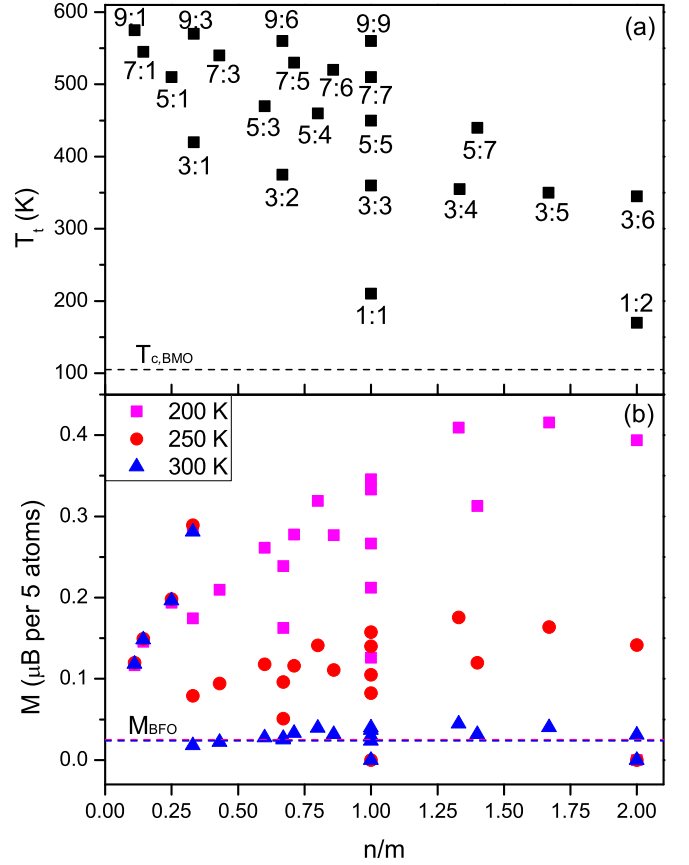 (a)
600
9:1 9:3 9:6 9:9
7:1 7:3 7:5 7:6 7:7
500
5:1 5:3 5:4 5:5 5:7
400
3:1 3:2 3:3 3:4 3:5 3:6
300
1:1 1:2
200
T_c,BMO
100
T_t (K)
(b)
200 K
250 K
300 K
0.4
0.3
0.2
0.1
M_BFO
0.0
M (μB per 5 atoms)
0.00 0.25 0.50 0.75 1.00 1.25 1.50 1.75 2.00
n/m